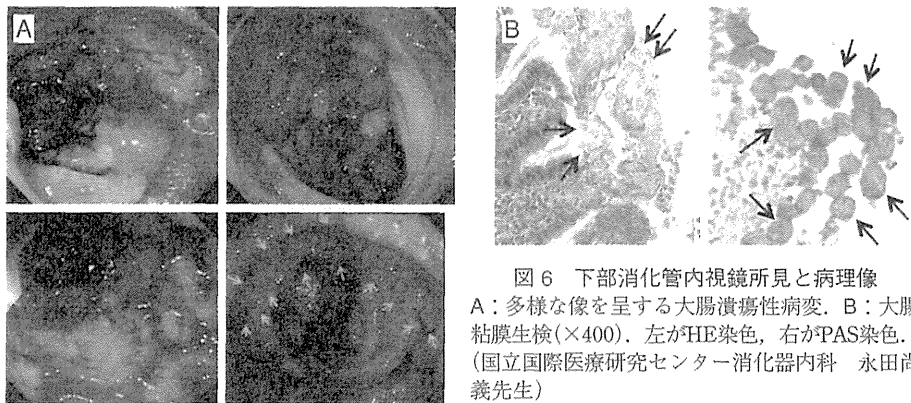 A
B
図6 下部消化管内視鏡所見と病理像
A：多様な像を呈する大腸潰瘍性病変．B：大腸
粘膜生検(×400)．左がHE染色，右がPAS染色．
(国立国際医療研究センター消化器内科 永田尚
義先生)